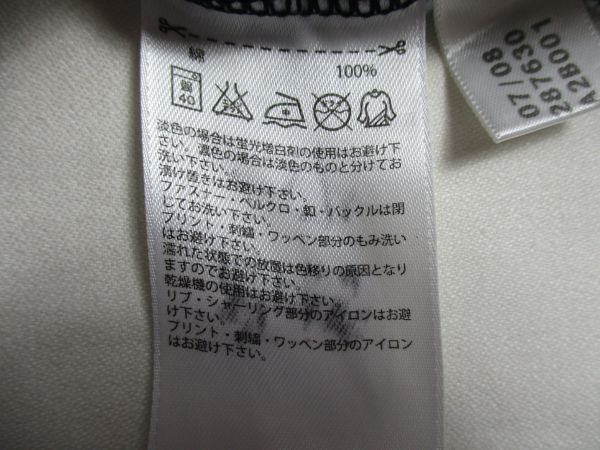 綿
100%
弱
40
淡色の場合は蛍光増白剤の使用はお避け下
さい。濃色の場合は淡色のものと分けてお
洗い下さい。
漬け置きはお避け下さい。
ファスナー・ベルクロ・釦・バックルは閉
じてお洗い下さい。
プリント・刺繍・ワッペン部分のもみ洗い
はお避け下さい。
濡れた状態での放置は色移りの原因となり
ますのでお避け下さい。
乾燥機の使用はお避け下さい。
リブ・シャーリング部分のアイロンはお避
け下さい。
プリント・刺繍・ワッペン部分のアイロン
はお避け下さい。
07/08
287630
A2B001